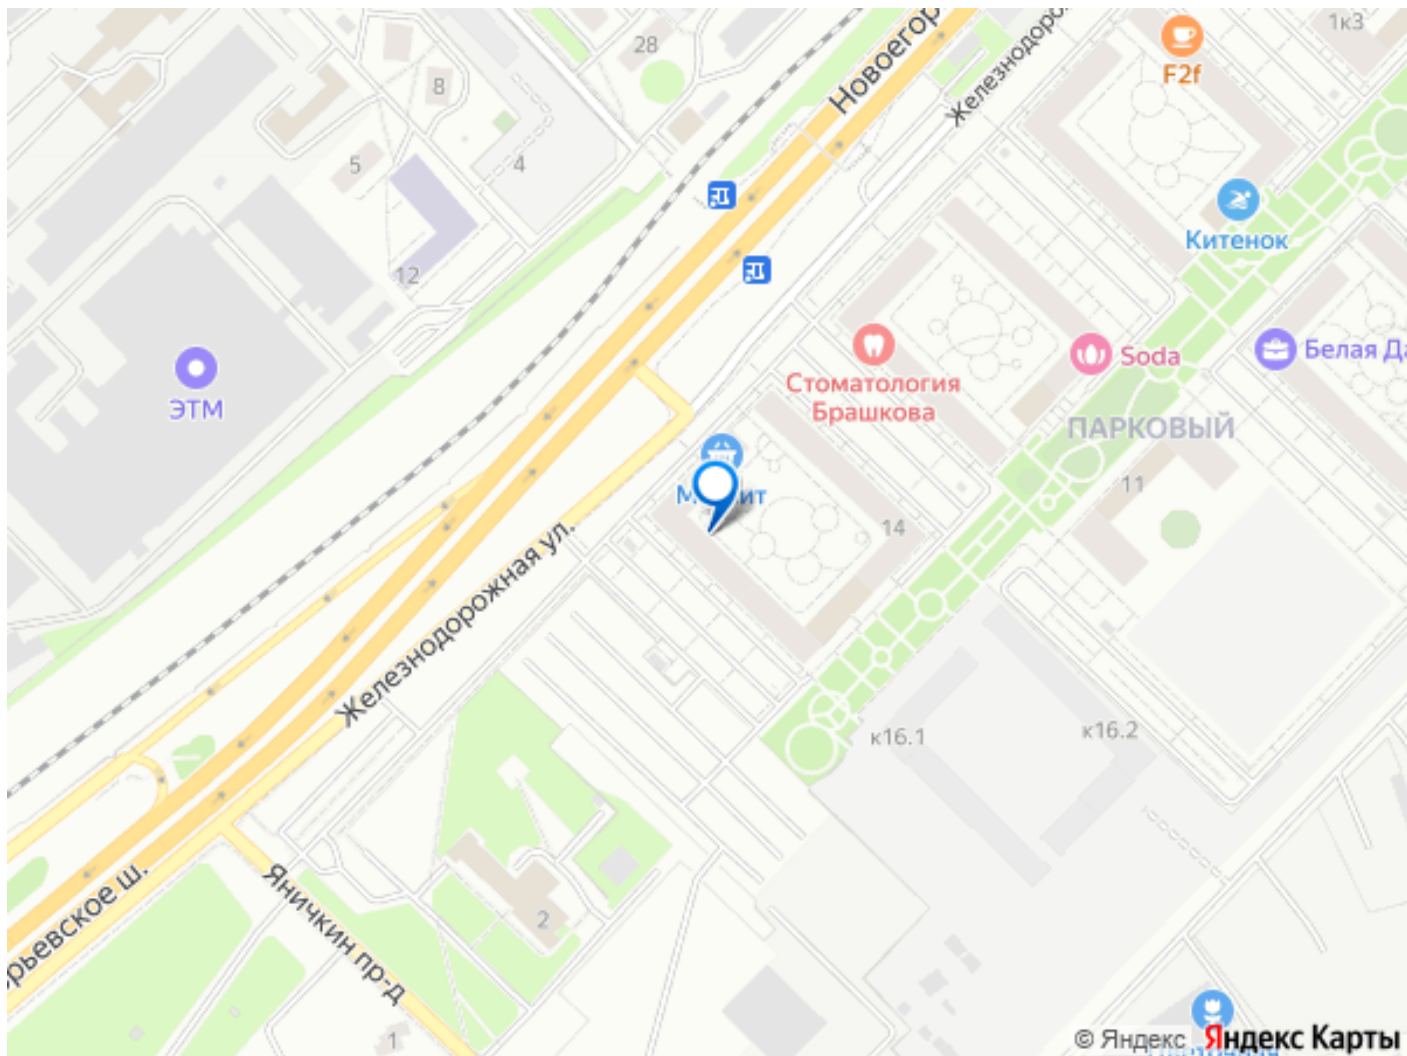 1к3
28
F2f
Новоегор
Железнодоро
8
5
4
12
Китенок
Стоматология
Брашкова
Soda
Белая Да
ЭТМ
ПАРКОВЫЙ
11
14
Железнодорожная ул.
к16.1
к16.2
рьевское ш.
Яничкин пр-д
2
1
© Яндекс Яндекс Карты